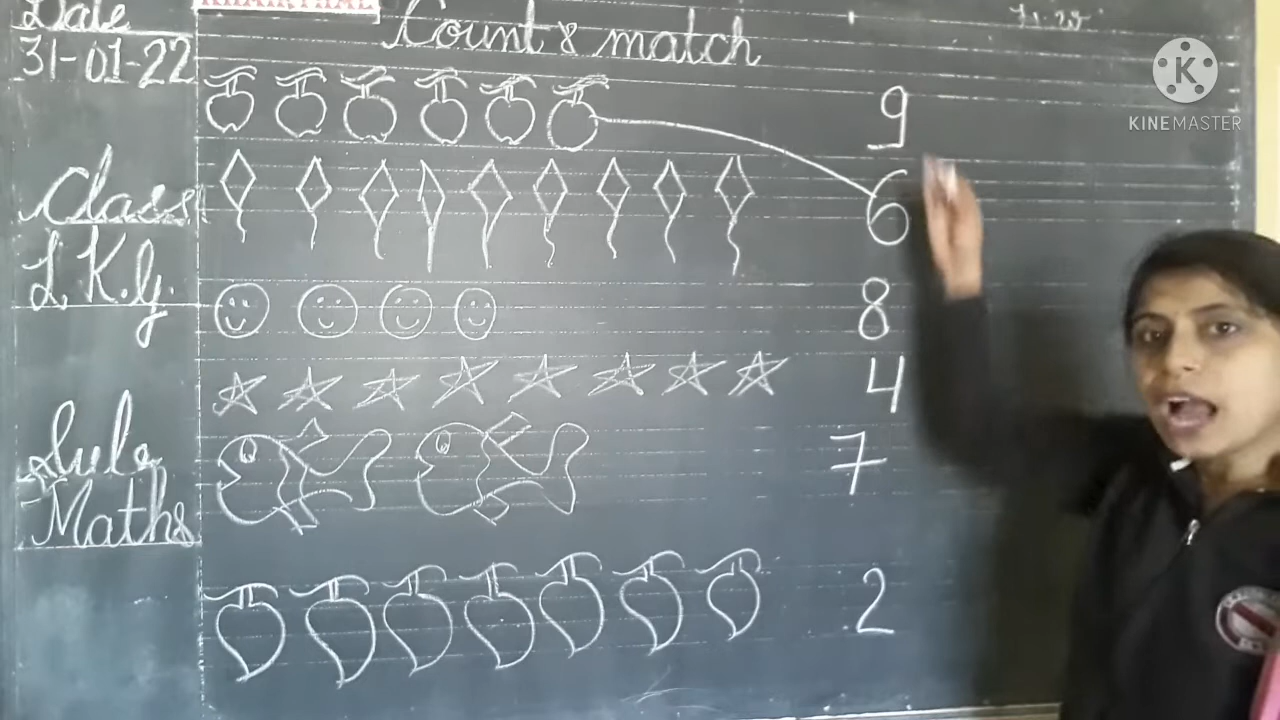 Date
31-01-22
Count & match
9
6
Class
L.K.G.
8
4
Sub
Maths
7
2
KINEMASTER